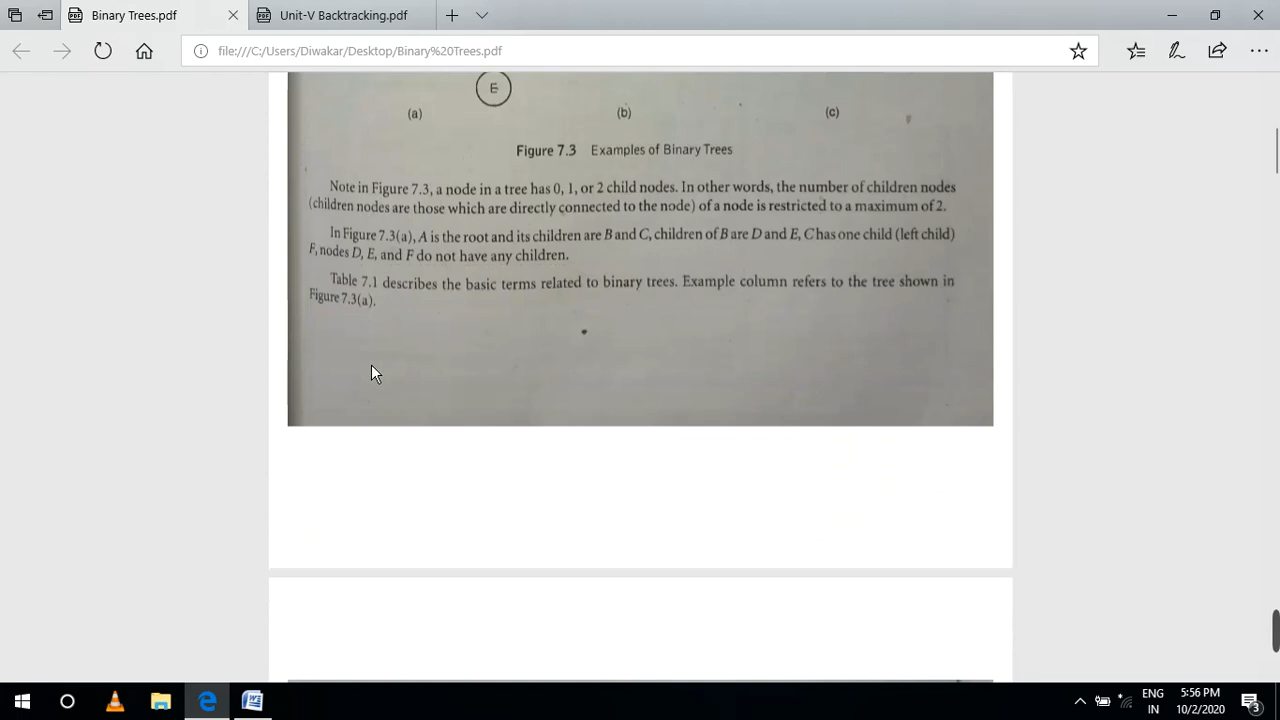 Binary Trees.pdf
Unit-V Backtracking.pdf
file:///C:/Users/Diwakar/Desktop/Binary%20Trees.pdf
E
(a) (b) (c)
Figure 7.3 Examples of Binary Trees
Note in Figure 7.3, a node in a tree has 0, 1, or 2 child nodes. In other words, the number of children nodes
(children nodes are those which are directly connected to the node) of a node is restricted to a maximum of 2.
In Figure 7.3(a), A is the root and its children are B and C, children of B are D and E, C has one child (left child)
F, nodes D, E, and F do not have any children.
Table 7.1 describes the basic terms related to binary trees. Example column refers to the tree shown in
Figure 7.3(a).
ENG 5:56 PM
IN 10/2/2020 3